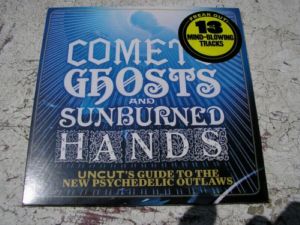 FREAK OUT!
13
MIND-BLOWING
TRACKS
COMETS
GHOSTS
AND
SUNBURNED
HANDS
UNCUT'S GUIDE TO THE
NEW PSYCHEDELIC OUTLAWS